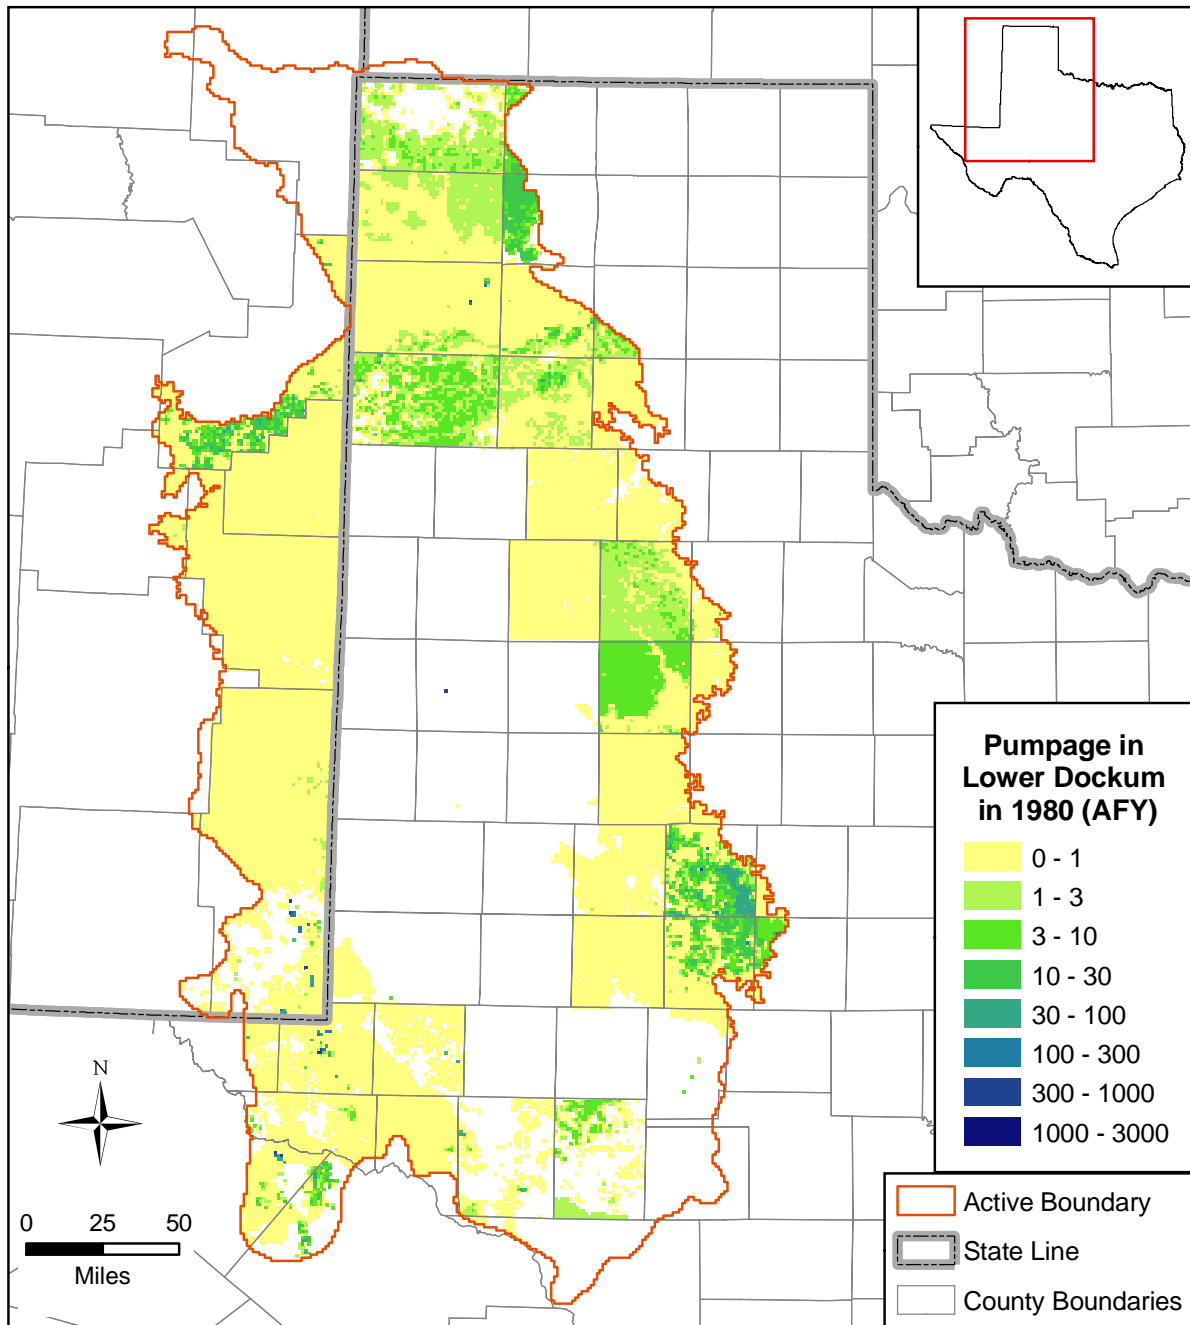 Pumpage in
Lower Dockum
in 1980 (AFY)
0 - 1
1 - 3
3 - 10
10 - 30
30 - 100
100 - 300
300 - 1000
1000 - 3000
N
0 25 50
Miles
Active Boundary
State Line
County Boundaries